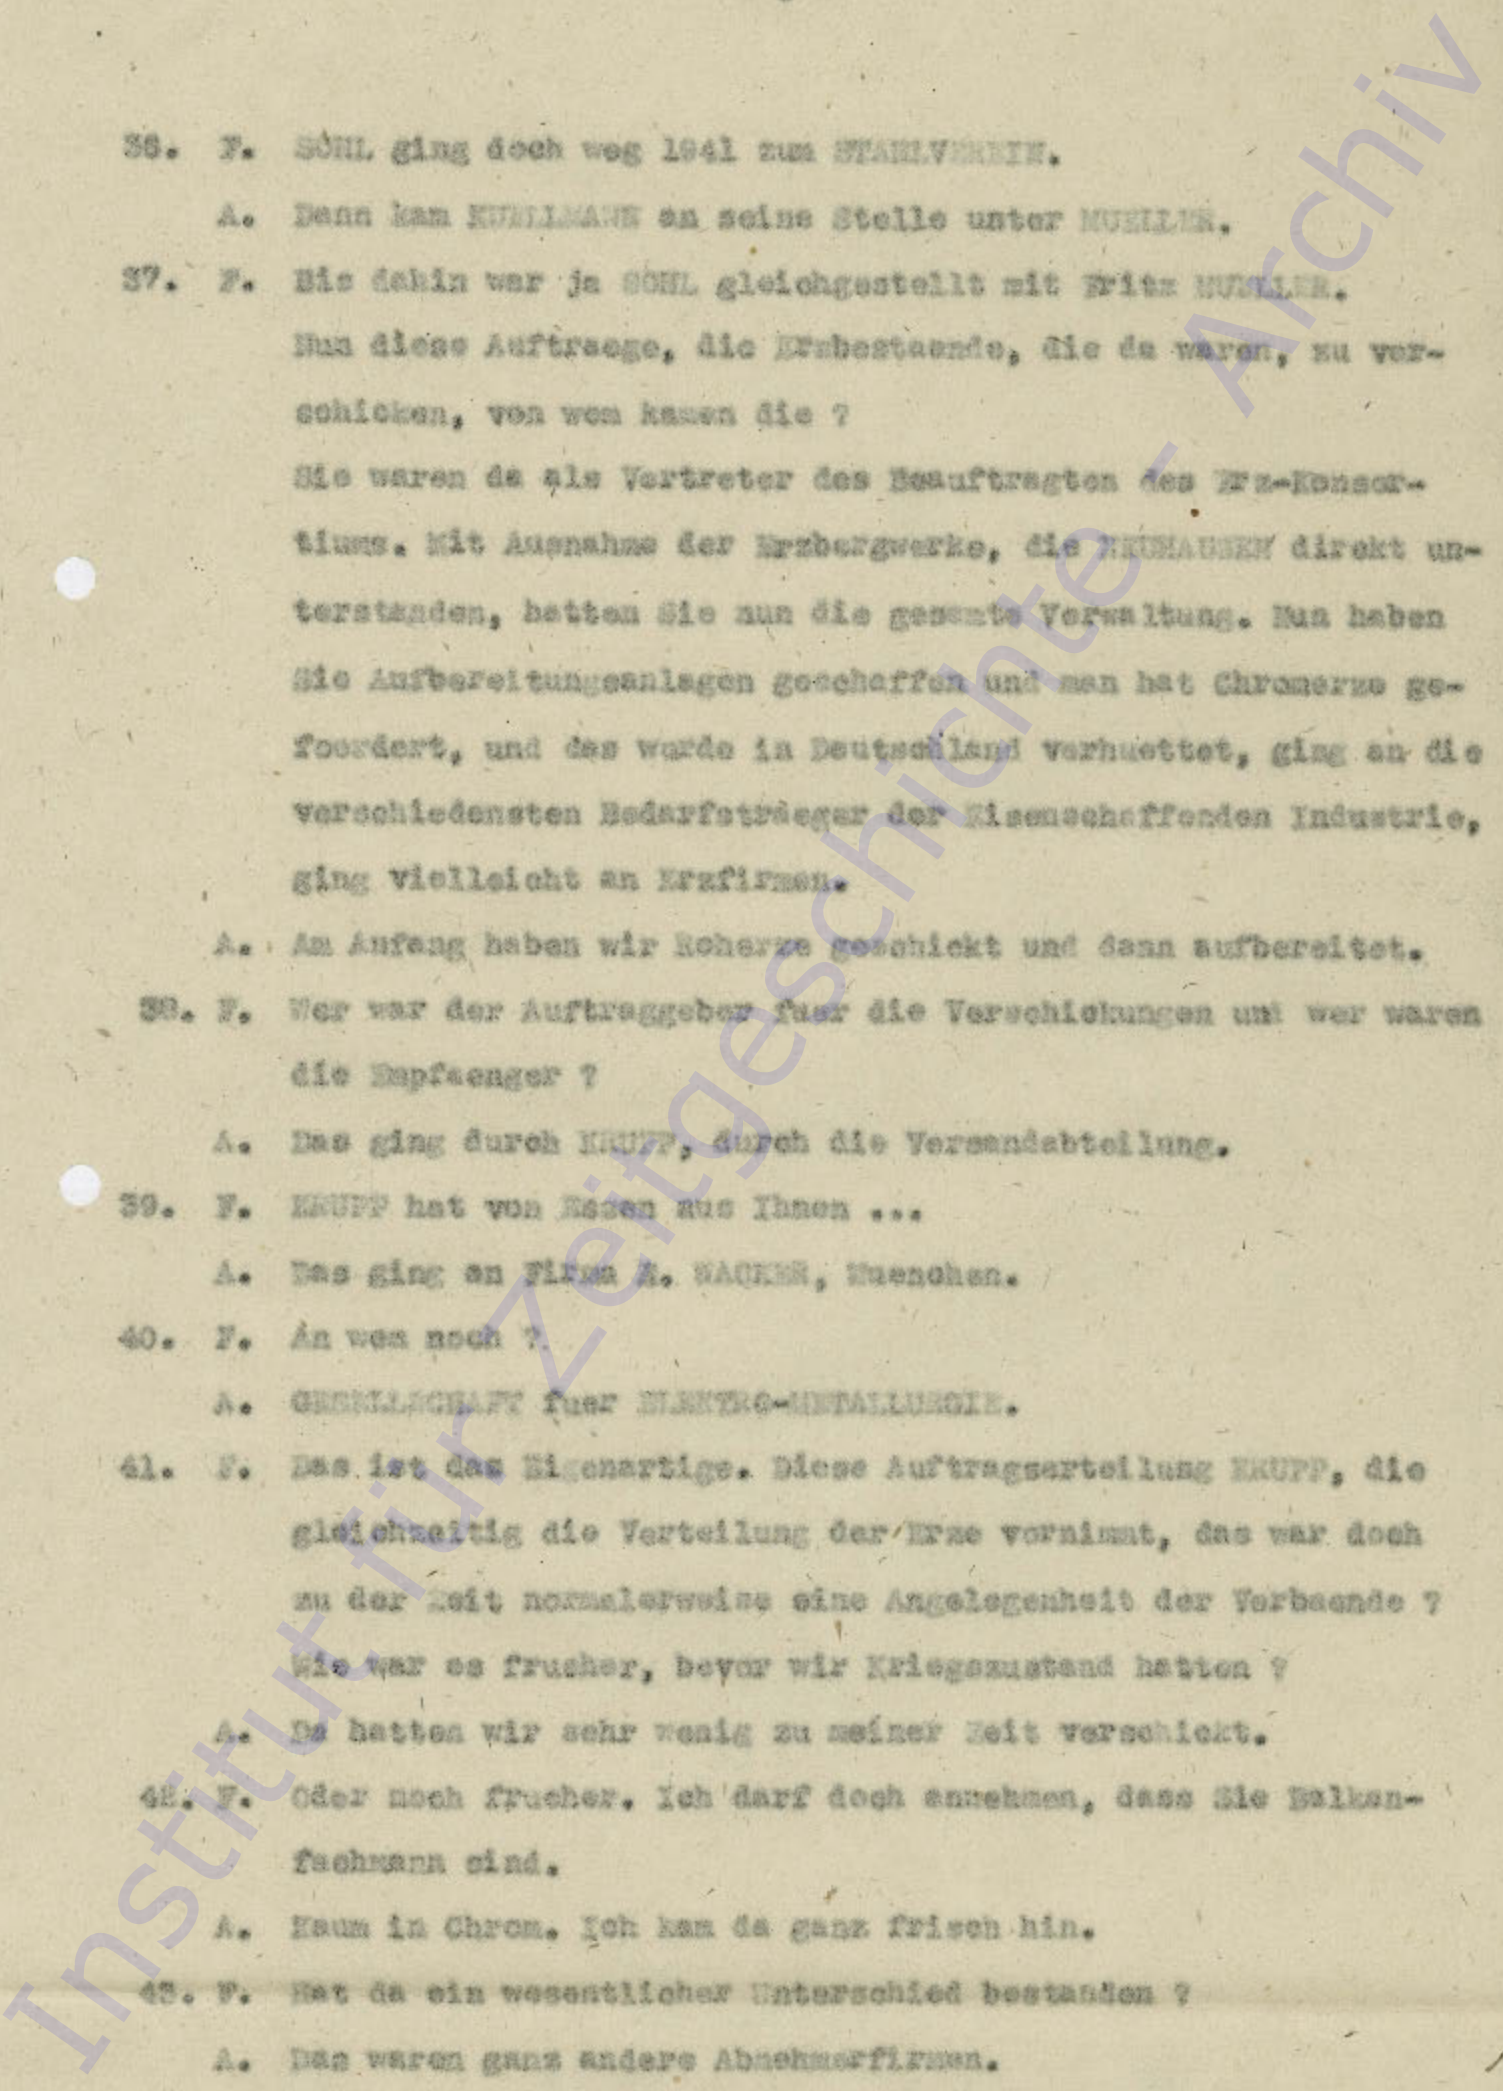 36. F. SOHL ging doch weg 1941 zum STAHLVEREIN.
A. Dann kam KUEHLMANN an seine Stelle unter MUELLER.
37. F. Bis dahin war ja SOHL gleichgestellt mit Fritz MUELLER.
Nun diese Auftraege, die Erzbestaende, die da waren, zu ver-
schicken, von wem kamen die ?
Sie waren da als Vertreter des Beauftragten des Erz-Konsor-
tiums. Mit Ausnahme der Erzbergwerke, die NEUHAUSEN direkt un-
terstanden, hatten Sie nun die gesamte Verwaltung. Nun haben
Sie Aufbereitungsanlagen geschaffen und man hat Chromerze ge-
foerdert, und das wurde in Deutschland verhuettet, ging an die
verschiedensten Bedarfstraeger der Eisenschaffenden Industrie,
ging vielleicht an Erzfirmen.
A. Am Anfang haben wir Roherze geschickt und dann aufbereitet.
38. F. Wer war der Auftraggeber fuer die Verschickungen und wer waren
die Empfaenger ?
A. Das ging durch KRUPP, durch die Versandabteilung.
39. F. KRUPP hat von Essen aus Ihnen ...
A. Das ging an Firma A. WACKER, Muenchen.
40. F. An wem noch ?
A. GESELLSCHAFT fuer ELEKTRO-METALLURGIE.
41. F. Das ist das Eigenartige. Diese Auftragserteilung KRUPP, die
gleichzeitig die Verteilung der Erze vornimmt, das war doch
zu der Zeit normalerweise eine Angelegenheit der Verbaende ?
Wie war es frueher, bevor wir Kriegszustand hatten ?
A. Da hatten wir sehr wenig zu meiner Zeit verschickt.
42. F. Oder noch frueher. Ich darf doch annehmen, dass Sie Balkan-
fachmann sind.
A. Kaum in Chrom. Ich kam da ganz frisch hin.
43. F. Hat da ein wesentlicher Unterschied bestanden ?
A. Das waren ganz andere Abnehmerfirmen.
Institut für Zeitgeschichte - Archiv